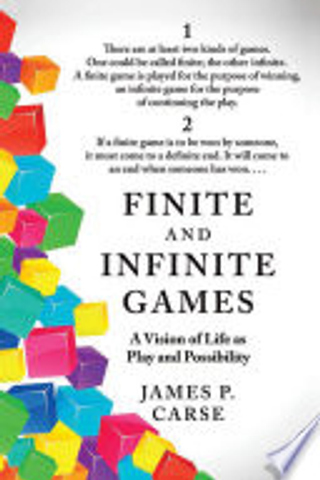 1
There are at least two kinds of games.
One could be called finite; the other infinite.
A finite game is played for the purpose of winning,
an infinite game for the purpose
of continuing the play.
2
If a finite game is to be won by someone,
it must come to a definite end. It will come to
an end when someone has won. . . .
FINITE
AND
INFINITE
GAMES
A Vision of Life as
Play and Possibility
JAMES P.
CARSE